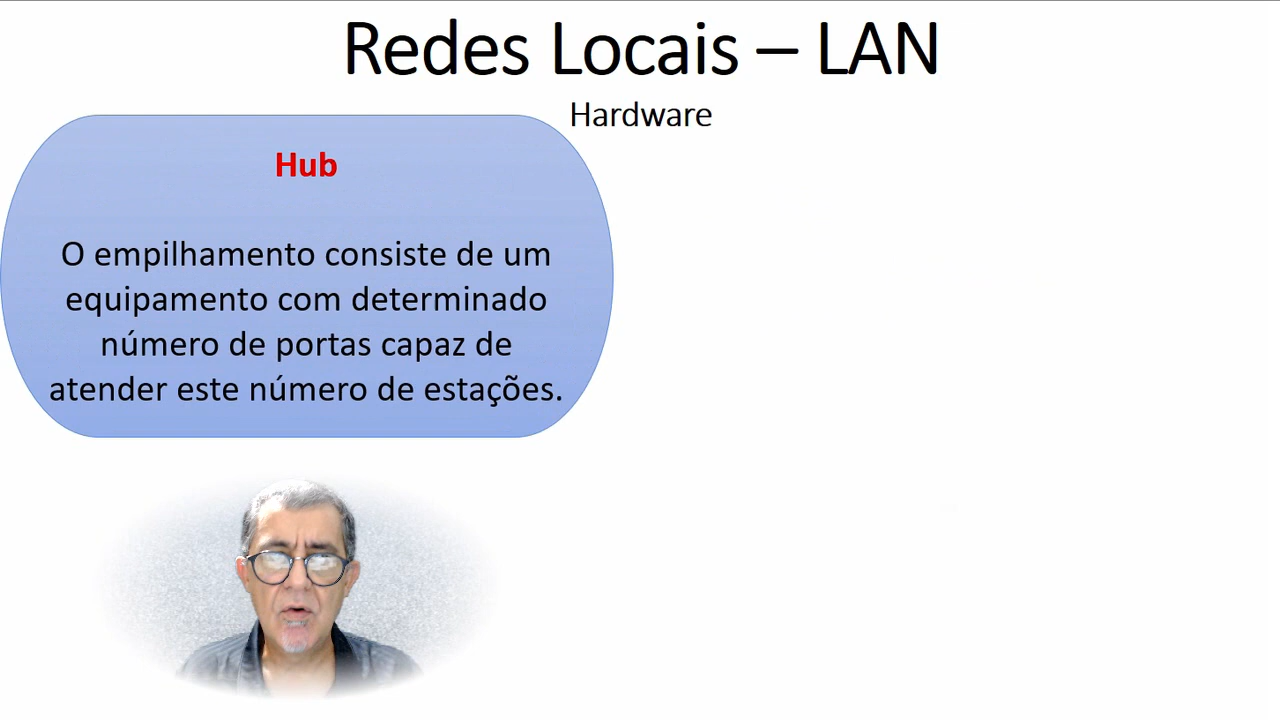 Redes Locais – LAN
Hardware
Hub
O empilhamento consiste de um
equipamento com determinado
número de portas capaz de
atender este número de estações.